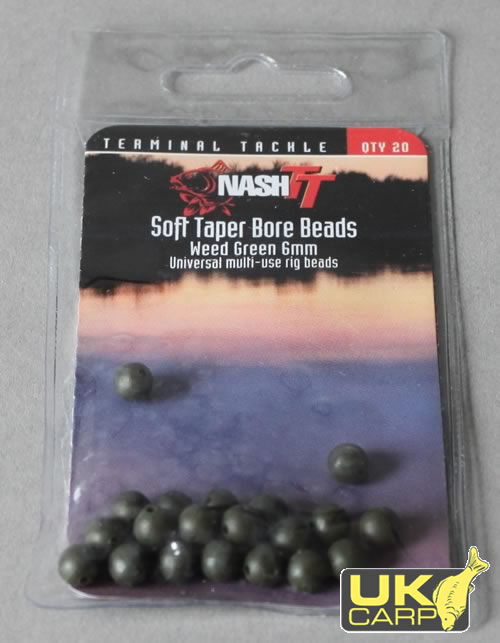 TERMINAL TACKLE QTY 20
NASH TT
Soft Taper Bore Beads
Weed Green 6mm
Universal multi-use rig beads
UK
CARP